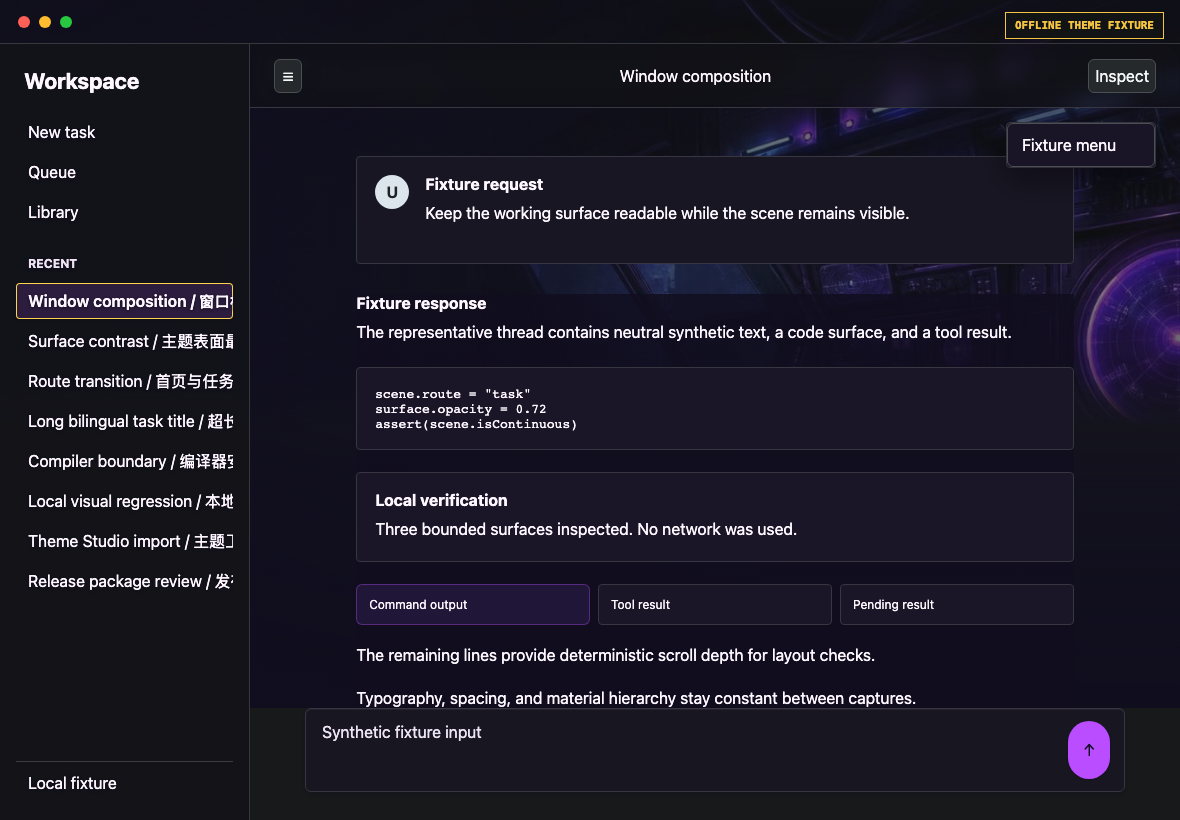 OFFLINE THEME FIXTURE
Workspace
New task
Queue
Library
RECENT
Window composition / 窗口
Surface contrast / 主题表面
Route transition / 首页与任务
Long bilingual task title / 超长
Compiler boundary / 编译器
Local visual regression / 本地
Theme Studio import / 主题
Release package review / 发
Local fixture
Window composition
Inspect
Fixture menu
U
Fixture request
Keep the working surface readable while the scene remains visible.
Fixture response
The representative thread contains neutral synthetic text, a code surface, and a tool result.
scene.route = "task"
surface.opacity = 0.72
assert(scene.isContinuous)
Local verification
Three bounded surfaces inspected. No network was used.
Command output
Tool result
Pending result
The remaining lines provide deterministic scroll depth for layout checks.
Typography, spacing, and material hierarchy stay constant between captures.
Synthetic fixture input